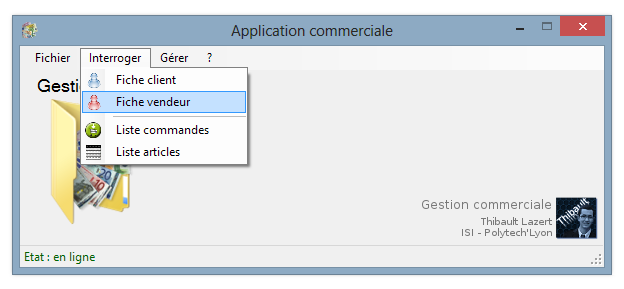 Application commerciale
Fichier Interroger Gérer ?
Gesti
Fiche client
Fiche vendeur
Liste commandes
Liste articles
Gestion commerciale
Thibault Lazert
ISI - Polytech'Lyon
Thibault
Etat : en ligne